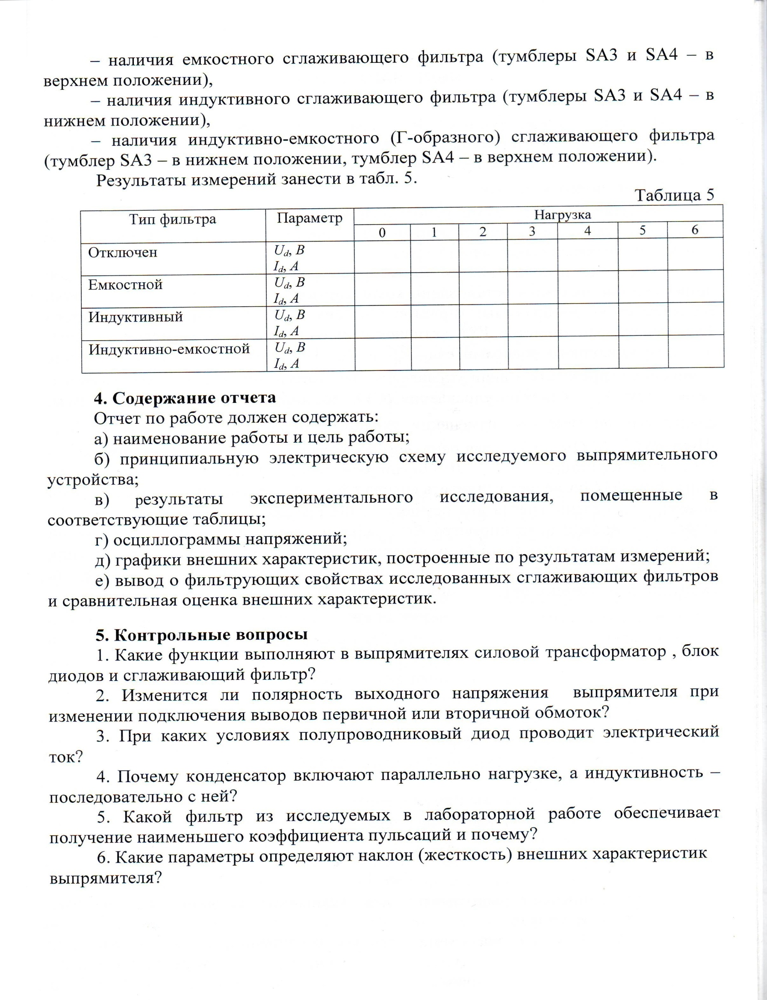 – наличия емкостного сглаживающего фильтра (тумблеры SA3 и SA4 – в
верхнем положении),
– наличия индуктивного сглаживающего фильтра (тумблеры SA3 и SA4 – в
нижнем положении),
– наличия индуктивно-емкостного (Г-образного) сглаживающего фильтра
(тумблер SA3 – в нижнем положении, тумблер SA4 – в верхнем положении).
Результаты измерений занести в табл. 5.
Таблица 5
Тип фильтра Параметр Нагрузка
0 1 2 3 4 5 6
Отключен U_d, В
I_d, А
Емкостной U_d, В
I_d, А
Индуктивный U_d, В
I_d, А
Индуктивно-емкостной U_d, В
I_d, А
4. Содержание отчета
Отчет по работе должен содержать:
а) наименование работы и цель работы;
б) принципиальную электрическую схему исследуемого выпрямительного
устройства;
в) результаты экспериментального исследования, помещенные в
соответствующие таблицы;
г) осциллограммы напряжений;
д) графики внешних характеристик, построенные по результатам измерений;
е) вывод о фильтрующих свойствах исследованных сглаживающих фильтров
и сравнительная оценка внешних характеристик.
5. Контрольные вопросы
1. Какие функции выполняют в выпрямителях силовой трансформатор , блок
диодов и сглаживающий фильтр?
2. Изменится ли полярность выходного напряжения выпрямителя при
изменении подключения выводов первичной или вторичной обмоток?
3. При каких условиях полупроводниковый диод проводит электрический
ток?
4. Почему конденсатор включают параллельно нагрузке, а индуктивность –
последовательно с ней?
5. Какой фильтр из исследуемых в лабораторной работе обеспечивает
получение наименьшего коэффициента пульсаций и почему?
6. Какие параметры определяют наклон (жесткость) внешних характеристик
выпрямителя?